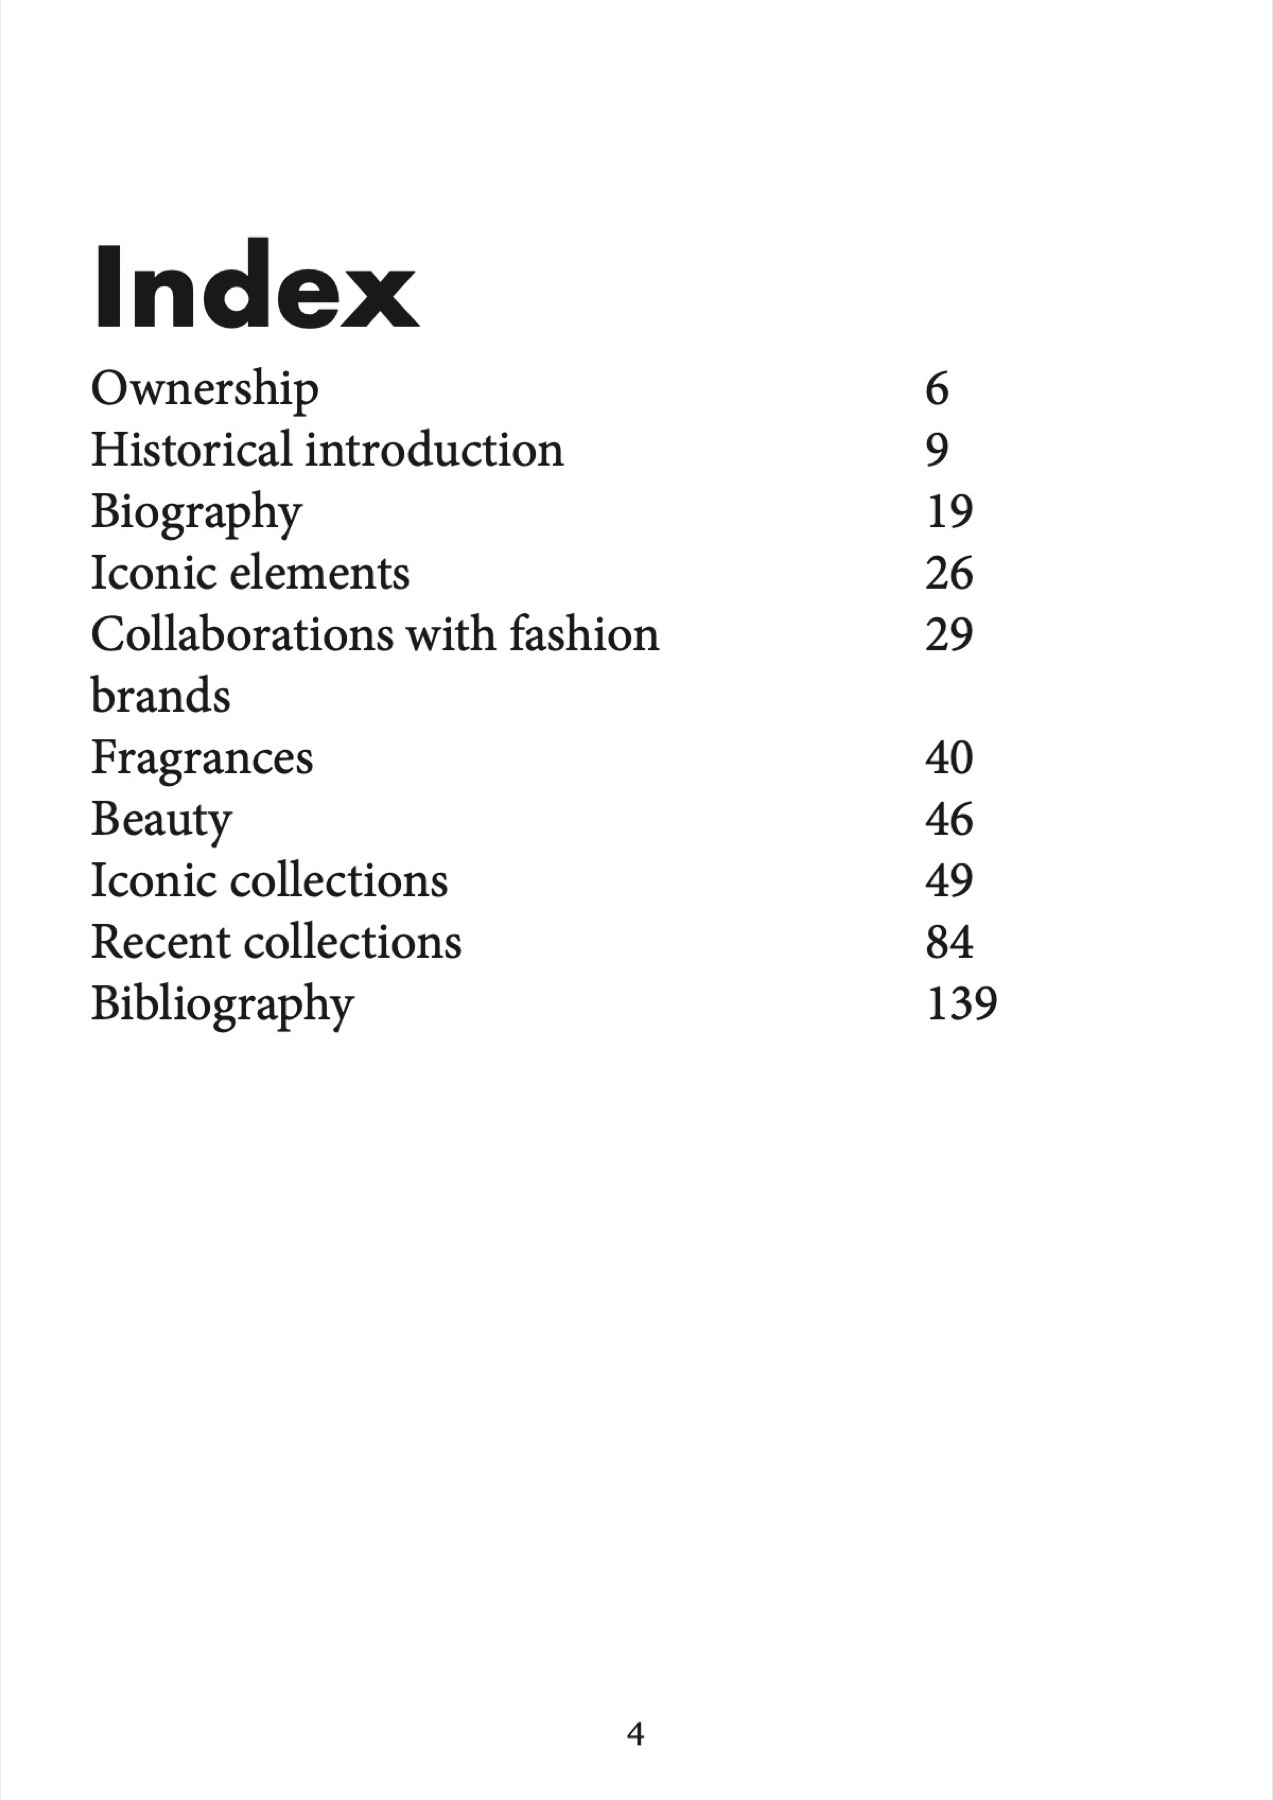 Index
Ownership 6
Historical introduction 9
Biography 19
Iconic elements 26
Collaborations with fashion 29
brands
Fragrances 40
Beauty 46
Iconic collections 49
Recent collections 84
Bibliography 139
4